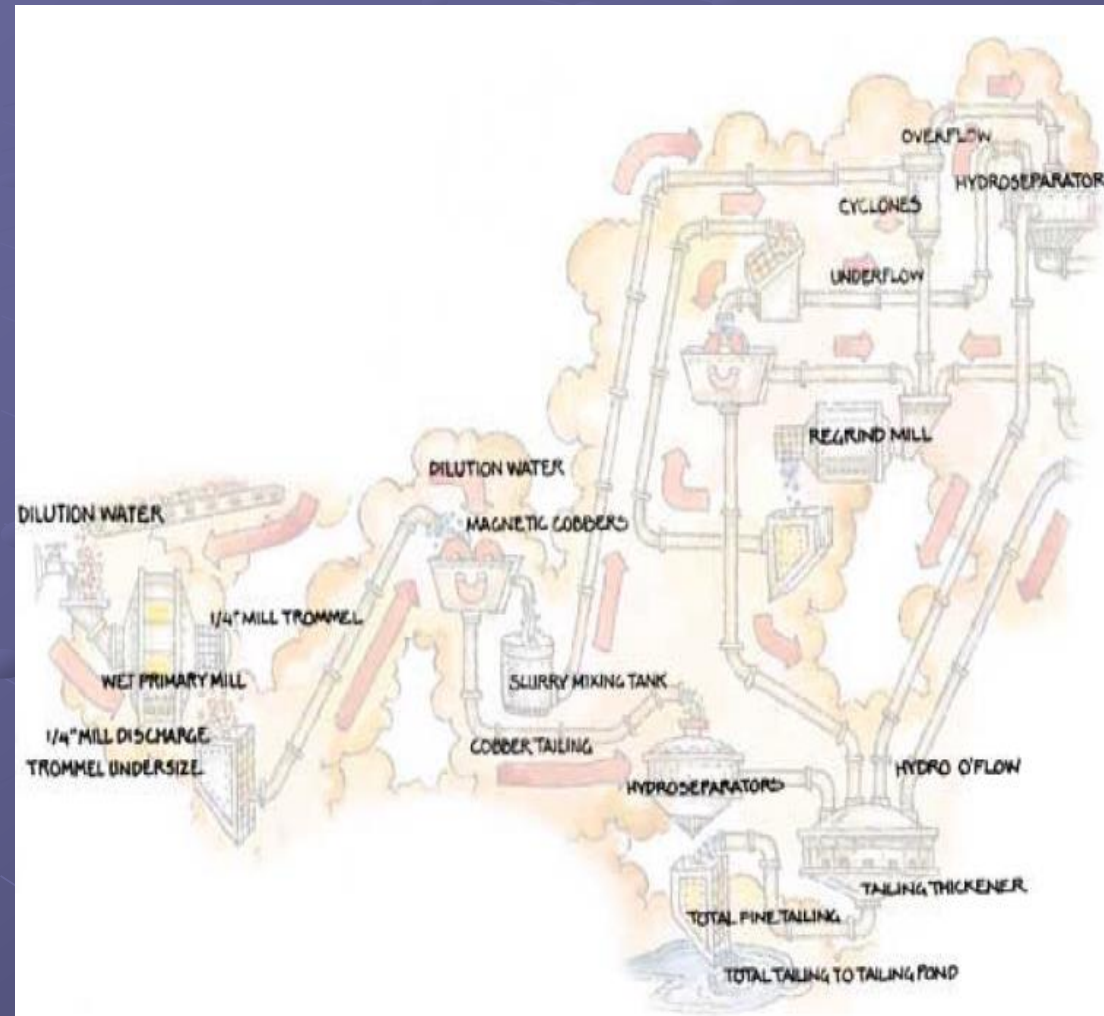 OVERFLOW
HYDROSEPARATOR
CYCLONES
UNDERFLOW
REGRIND MILL
DILUTION WATER
MAGNETIC COBBERS
DILUTION WATER
1/4" MILL TROMMEL
WET PRIMARY MILL
SLURRY MIXING TANK
1/4" MILL DISCHARGE
TROMMEL UNDERSIZE
COBBER TAILING
HYDROSEPARATORS
HYDRO O'FLOW
TAILING THICKENER
TOTAL FINE TAILING
TOTAL TAILING TO TAILING POND